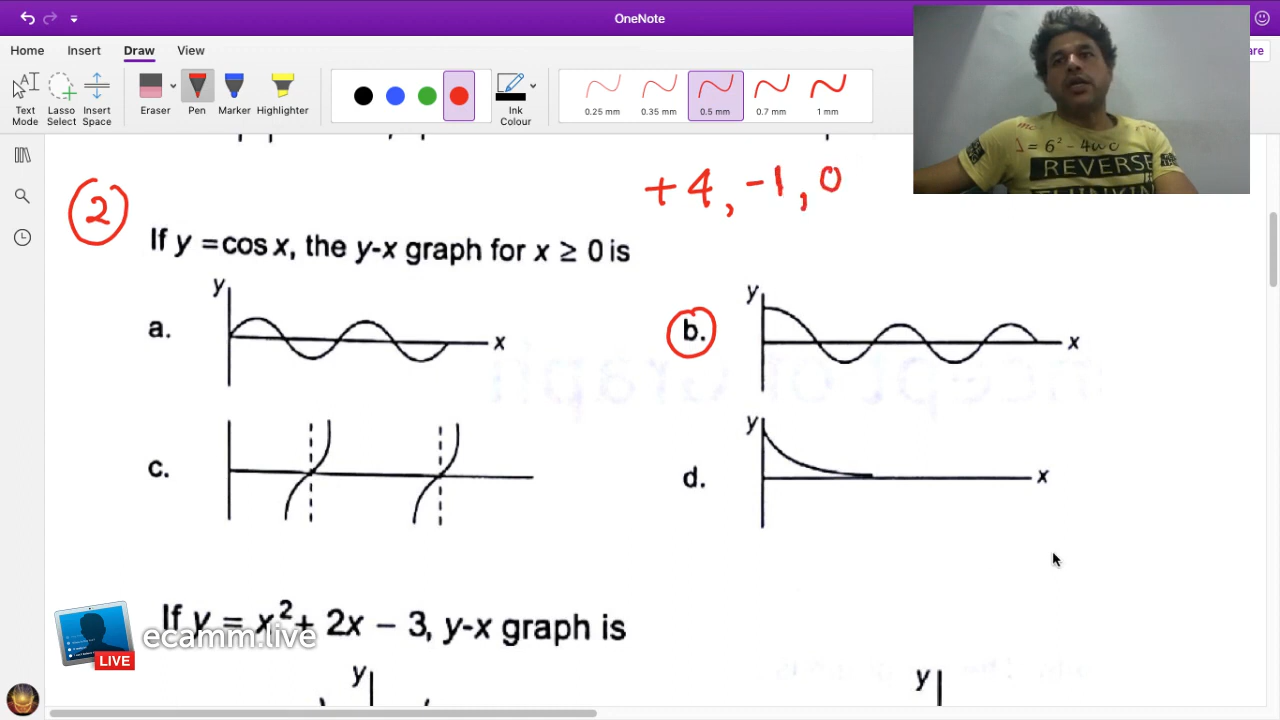 OneNote
Home Insert Draw View
Text Mode
Lasso Select
Insert Space
Eraser
Pen
Marker
Highlighter
Ink Colour
0.25 mm
0.35 mm
0.5 mm
0.7 mm
1 mm
REVERSE
+4, -1, 0
2
If y = cos x, the y-x graph for x ≥ 0 is
a. y x
b. y x
c.
d. y x
If y = x² + 2x − 3, y-x graph is
ecamm.live
LIVE
y y